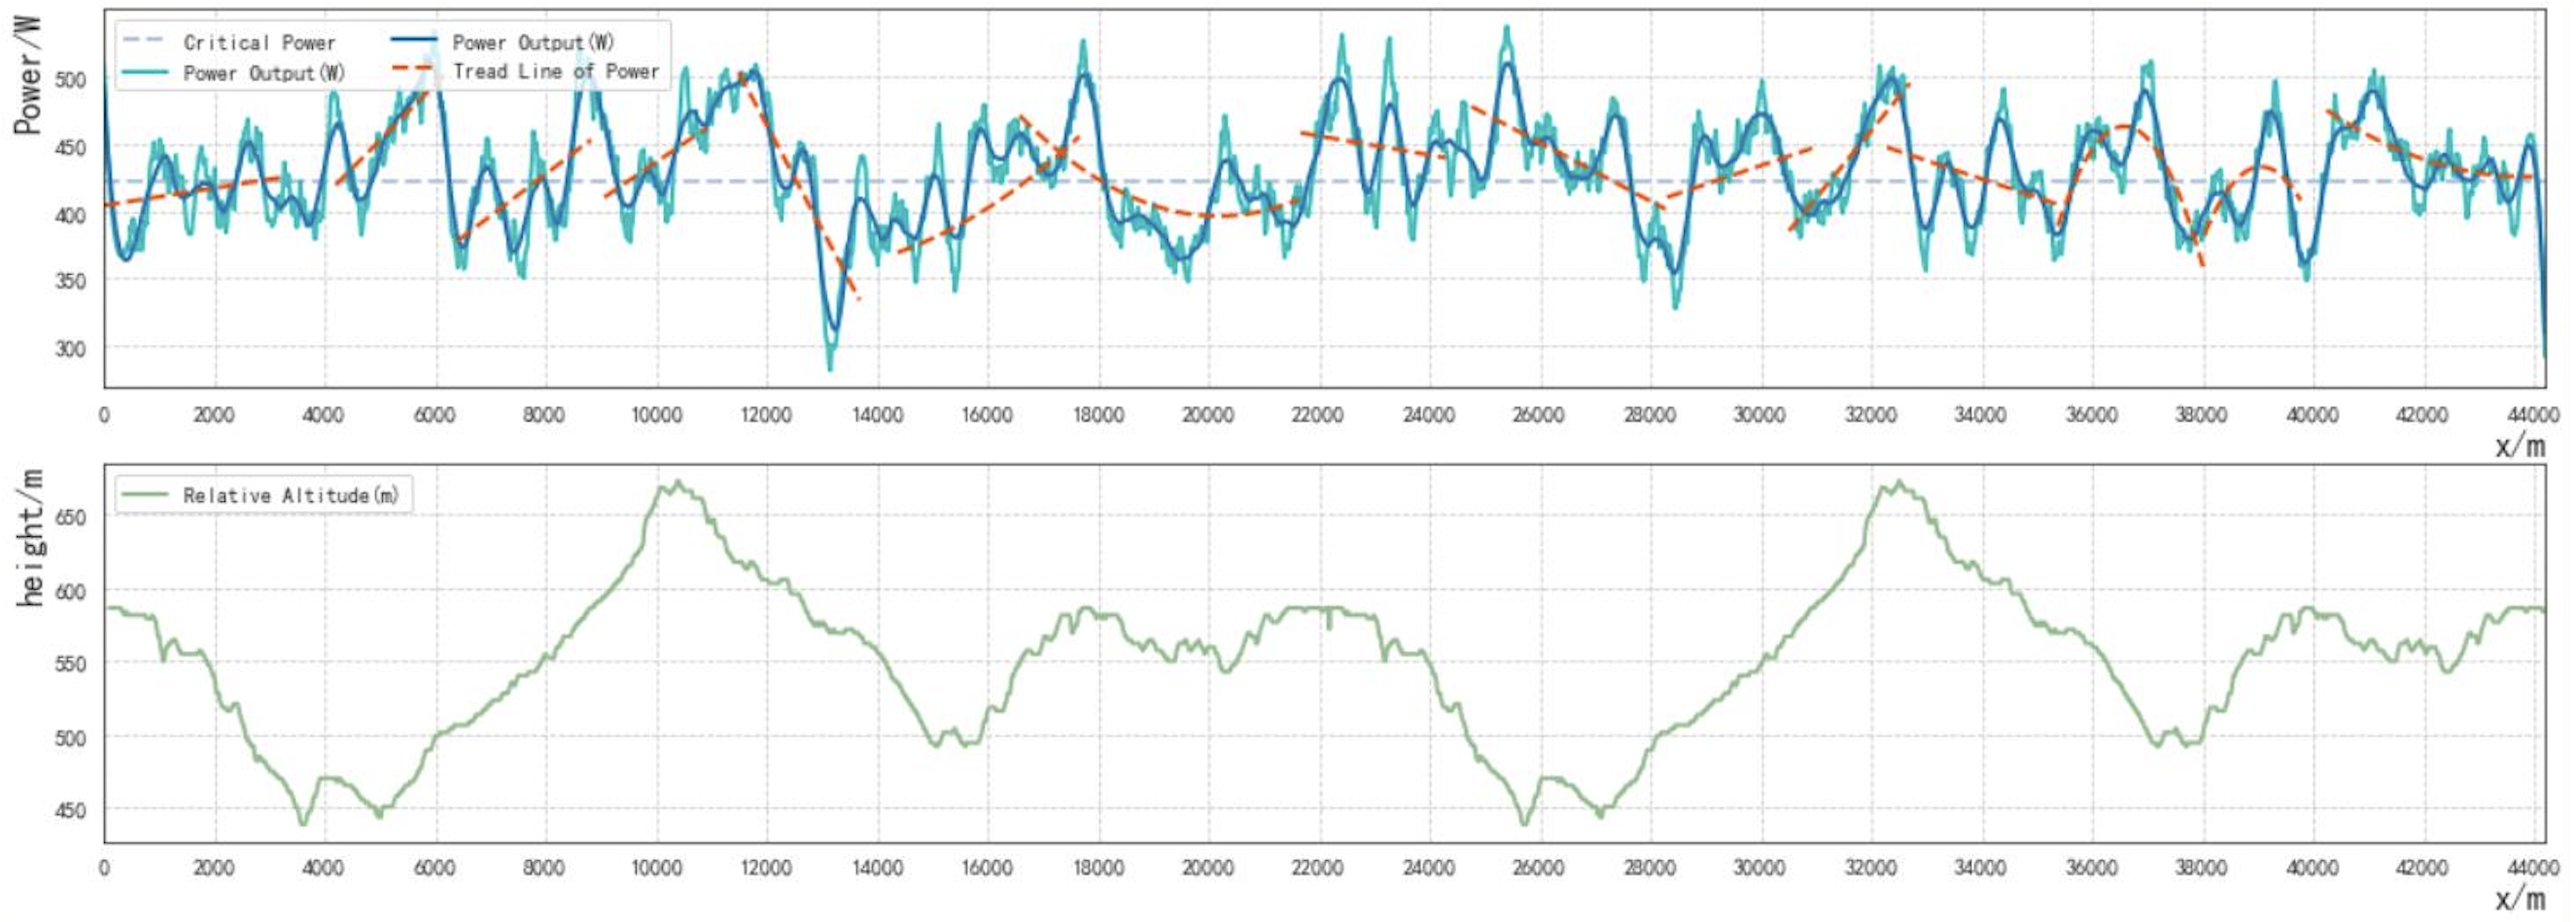 Power/W
Critical Power
Power Output(W)
Power Output(W)
Tread Line of Power
500
450
400
350
300
0 2000 4000 6000 8000 10000 12000 14000 16000 18000 20000 22000 24000 26000 28000 30000 32000 34000 36000 38000 40000 42000 44000
x/m
height/m
Relative Altitude(m)
650
600
550
500
450
0 2000 4000 6000 8000 10000 12000 14000 16000 18000 20000 22000 24000 26000 28000 30000 32000 34000 36000 38000 40000 42000 44000
x/m